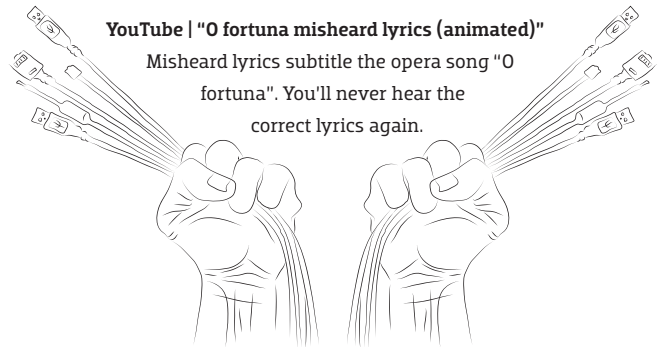 YouTube | “O fortuna misheard lyrics (animated)”
Misheard lyrics subtitle the opera song “O
fortuna”. You'll never hear the
correct lyrics again.